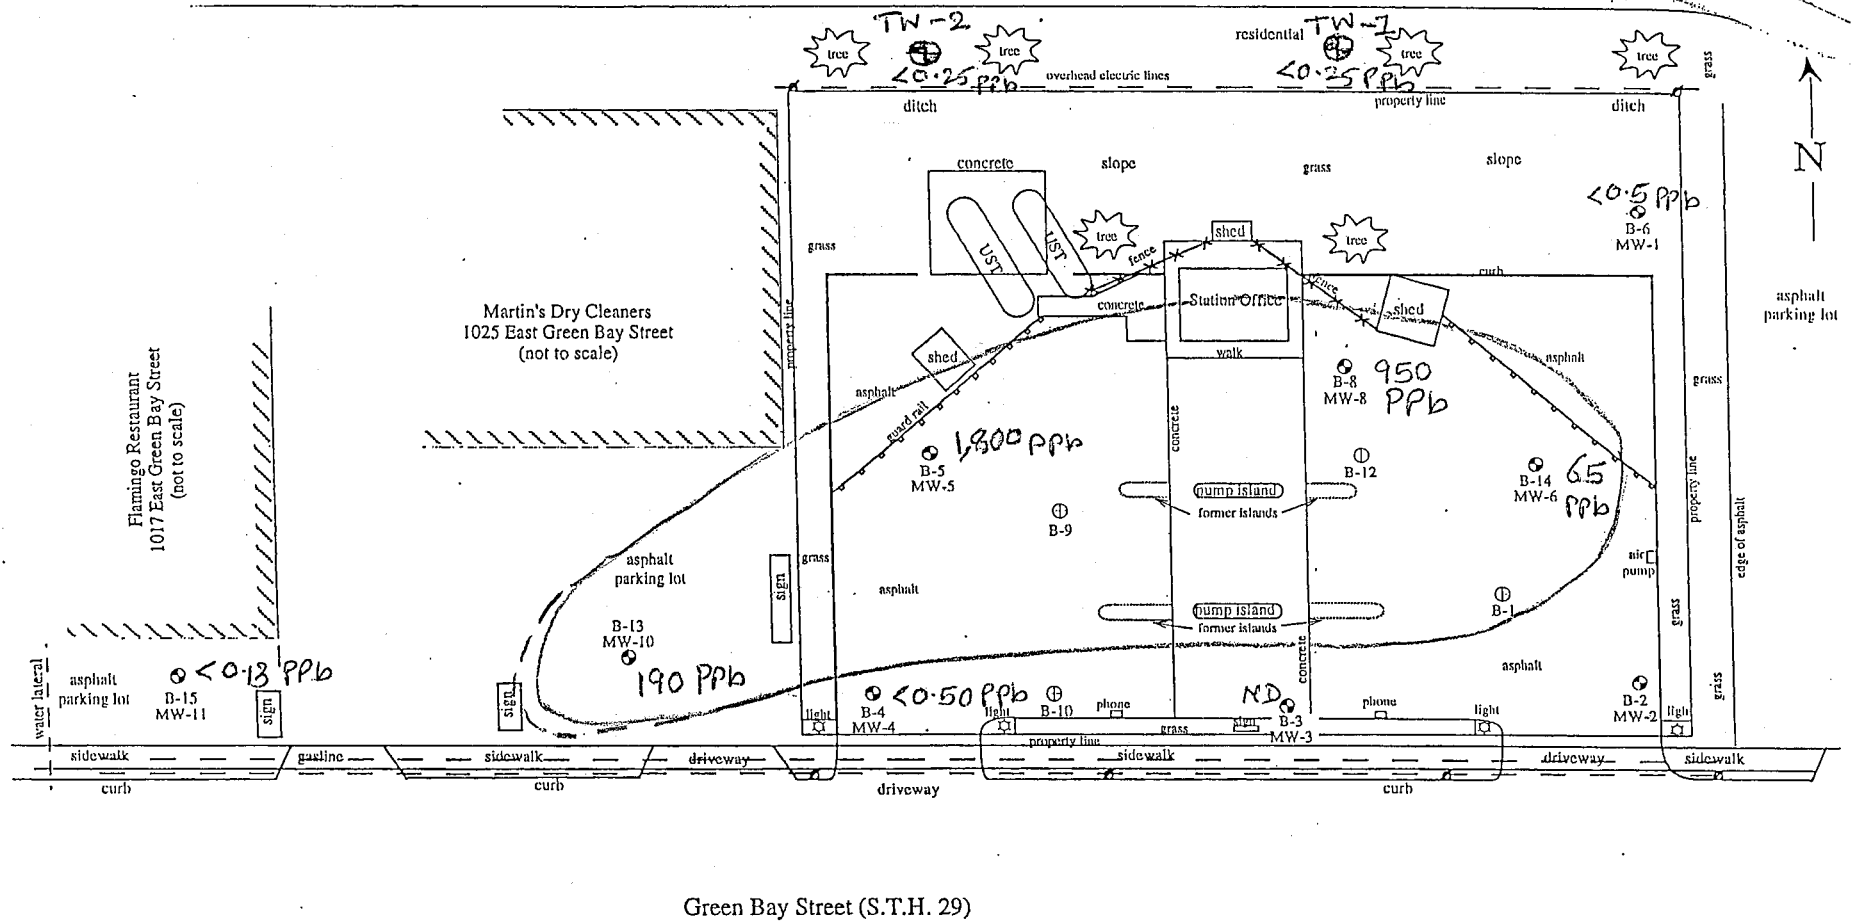 TW-2
TW-1
residential
tree
tree
tree
tree
<0.25 PPb
<0.25 PPb
overhead electric lines
grass
ditch
property line
ditch
N
concrete
slope
grass
slope
<0.5 PPb
B-6
MW-1
grass
UST
UST
tree
fence
shed
tree
curb
fence
asphalt
parking lot
Martin's Dry Cleaners
1025 East Green Bay Street
(not to scale)
property line
concrete
Station Office
shed
shed
walk
asphalt
Flamingo Restaurant
1017 East Green Bay Street
(not to scale)
asphalt
guard rail
B-8
MW-8
950
PPb
grass
1,800 PPb
B-5
MW-5
concrete
B-12
B-14
MW-6
65
PPb
property line
edge of asphalt
pump island
former islands
B-9
asphalt
parking lot
sign
grass
asphalt
air
pump
B-1
pump island
former islands
grass
B-13
MW-10
190 PPb
concrete
asphalt
water lateral
asphalt
parking lot
<0.13 PPb
B-15
MW-11
sign
sign
light
<0.50 PPb
B-4
MW-4
light
B-10
phone
ND
B-3
MW-3
phone
light
B-2
MW-2
light
grass
sign
grass
property line
sidewalk
gasline
sidewalk
driveway
sidewalk
driveway
sidewalk
curb
curb
driveway
curb
Green Bay Street (S.T.H. 29)